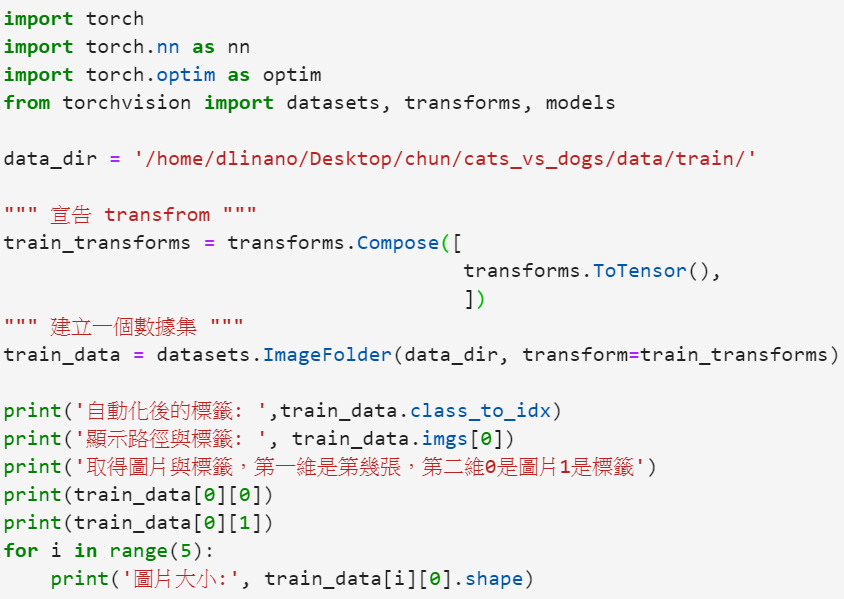 import torch
import torch.nn as nn
import torch.optim as optim
from torchvision import datasets, transforms, models
data_dir = '/home/dlinano/Desktop/chun/cats_vs_dogs/data/train/'
""" 宣告 transfrom """
train_transforms = transforms.Compose([
transforms.ToTensor(),
])
""" 建立一個數據集 """
train_data = datasets.ImageFolder(data_dir, transform=train_transforms)
print('自動化後的標籤: ',train_data.class_to_idx)
print('顯示路徑與標籤: ', train_data.imgs[0])
print('取得圖片與標籤，第一維是第幾張，第二維0是圖片1是標籤')
print(train_data[0][0])
print(train_data[0][1])
for i in range(5):
    print('圖片大小:', train_data[i][0].shape)